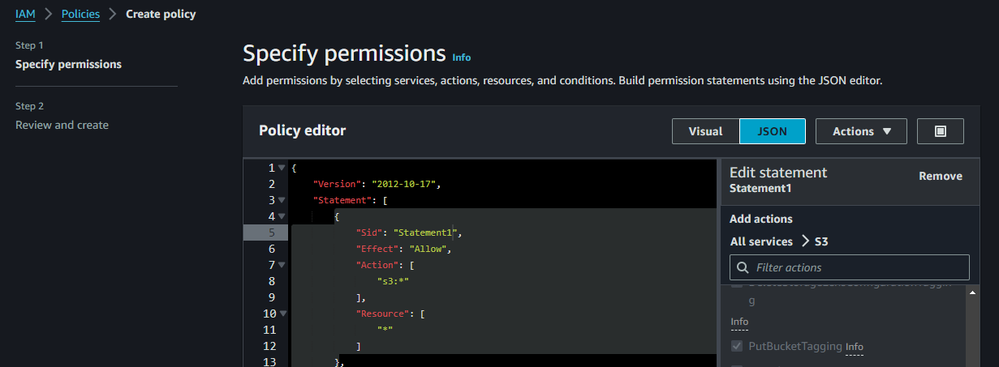 IAM > Policies > Create policy
Step 1
Specify permissions
Step 2
Review and create
Specify permissions Info
Add permissions by selecting services, actions, resources, and conditions. Build permission statements using the JSON editor.
Policy editor
Visual
JSON
Actions
1 {
2 "Version": "2012-10-17",
3 "Statement": [
4 {
5 "Sid": "Statement1",
6 "Effect": "Allow",
7 "Action": [
8 "s3:*"
9 ],
10 "Resource": [
11 "*"
12 ]
13 },
Edit statement
Remove
Statement1
Add actions
All services > S3
Filter actions
g
Info
PutBucketTagging Info